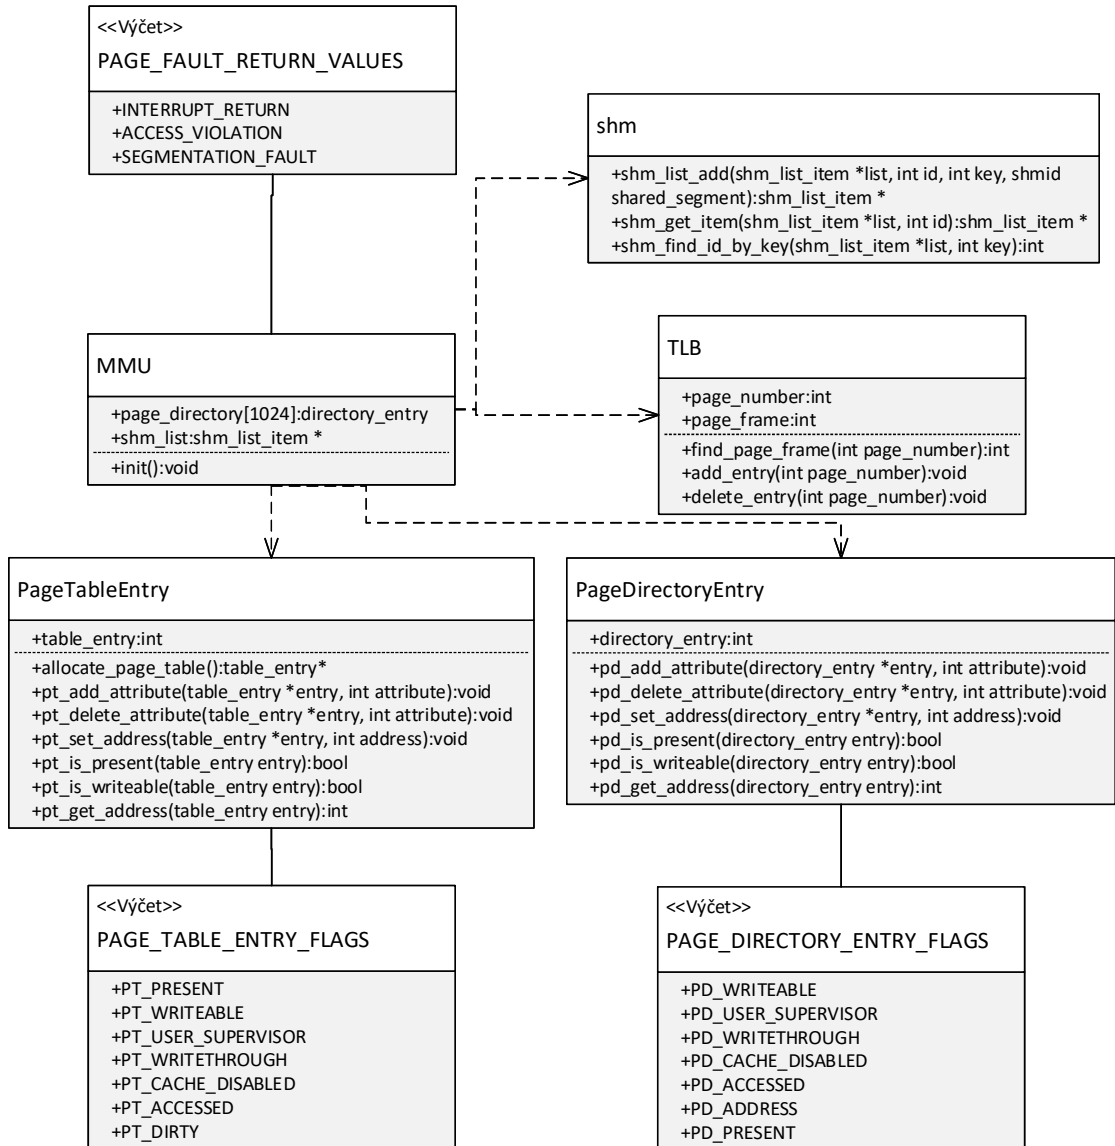 <<Výčet>>
PAGE_FAULT_RETURN_VALUES
+INTERRUPT_RETURN
+ACCESS_VIOLATION
+SEGMENTATION_FAULT
shm
+shm_list_add(shm_list_item *list, int id, int key, shmid
shared_segment):shm_list_item *
+shm_get_item(shm_list_item *list, int id):shm_list_item *
+shm_find_id_by_key(shm_list_item *list, int key):int
MMU
+page_directory[1024]:directory_entry
+shm_list:shm_list_item *
+init():void
TLB
+page_number:int
+page_frame:int
+find_page_frame(int page_number):int
+add_entry(int page_number):void
+delete_entry(int page_number):void
PageTableEntry
+table_entry:int
+allocate_page_table():table_entry*
+pt_add_attribute(table_entry *entry, int attribute):void
+pt_delete_attribute(table_entry *entry, int attribute):void
+pt_set_address(table_entry *entry, int address):void
+pt_is_present(table_entry entry):bool
+pt_is_writeable(table_entry entry):bool
+pt_get_address(table_entry entry):int
PageDirectoryEntry
+directory_entry:int
+pd_add_attribute(directory_entry *entry, int attribute):void
+pd_delete_attribute(directory_entry *entry, int attribute):void
+pd_set_address(directory_entry *entry, int address):void
+pd_is_present(directory_entry entry):bool
+pd_is_writeable(directory_entry entry):bool
+pd_get_address(directory_entry entry):int
<<Výčet>>
PAGE_TABLE_ENTRY_FLAGS
+PT_PRESENT
+PT_WRITEABLE
+PT_USER_SUPERVISOR
+PT_WRITETHROUGH
+PT_CACHE_DISABLED
+PT_ACCESSED
+PT_DIRTY
<<Výčet>>
PAGE_DIRECTORY_ENTRY_FLAGS
+PD_WRITEABLE
+PD_USER_SUPERVISOR
+PD_WRITETHROUGH
+PD_CACHE_DISABLED
+PD_ACCESSED
+PD_ADDRESS
+PD_PRESENT